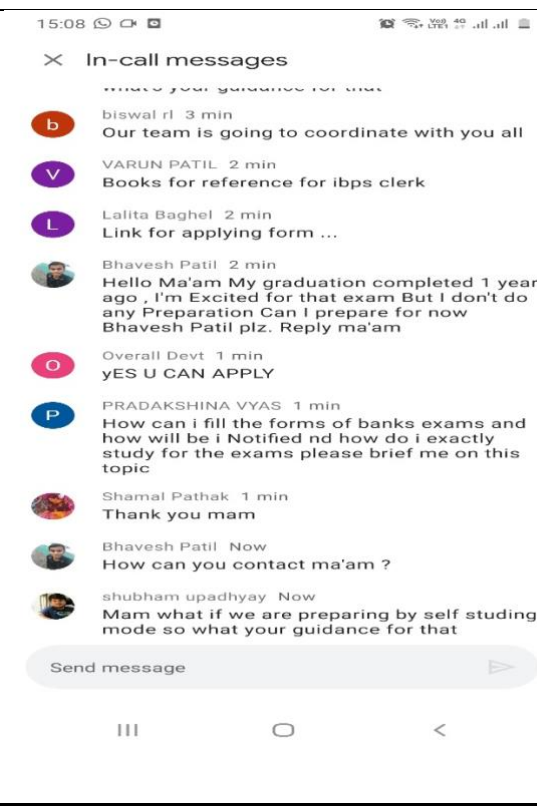 15:08
In-call messages
what's your guidance for that
b
biswal rl 3 min
Our team is going to coordinate with you all
V
VARUN PATIL 2 min
Books for reference for ibps clerk
L
Lalita Baghel 2 min
Link for applying form ...
Bhavesh Patil 2 min
Hello Ma'am My graduation completed 1 year
ago , I'm Excited for that exam But I don't do
any Preparation Can I prepare for now
Bhavesh Patil plz. Reply ma'am
O
Overall Devt 1 min
yES U CAN APPLY
P
PRADAKSHINA VYAS 1 min
How can i fill the forms of banks exams and
how will be i Notified nd how do i exactly
study for the exams please brief me on this
topic
Shamal Pathak 1 min
Thank you mam
Bhavesh Patil Now
How can you contact ma'am ?
shubham upadhyay Now
Mam what if we are preparing by self studing
mode so what your guidance for that
Send message